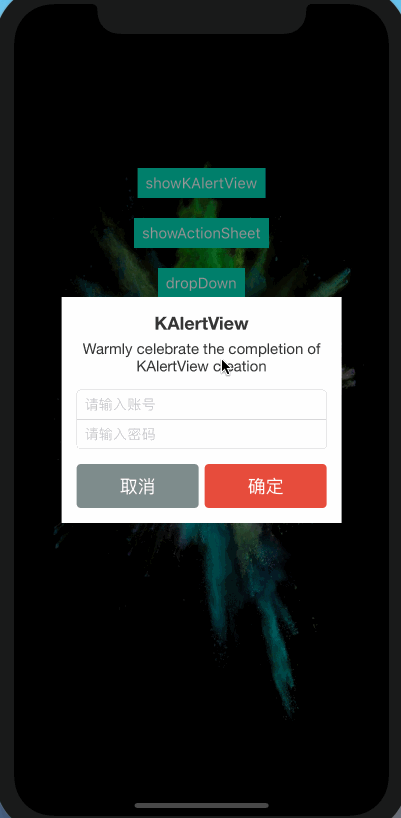 showKAlertView
showActionSheet
dropDown
KAlertView
Warmly celebrate the completion of
KAlertView creation
请输入账号
请输入密码
取消
确定